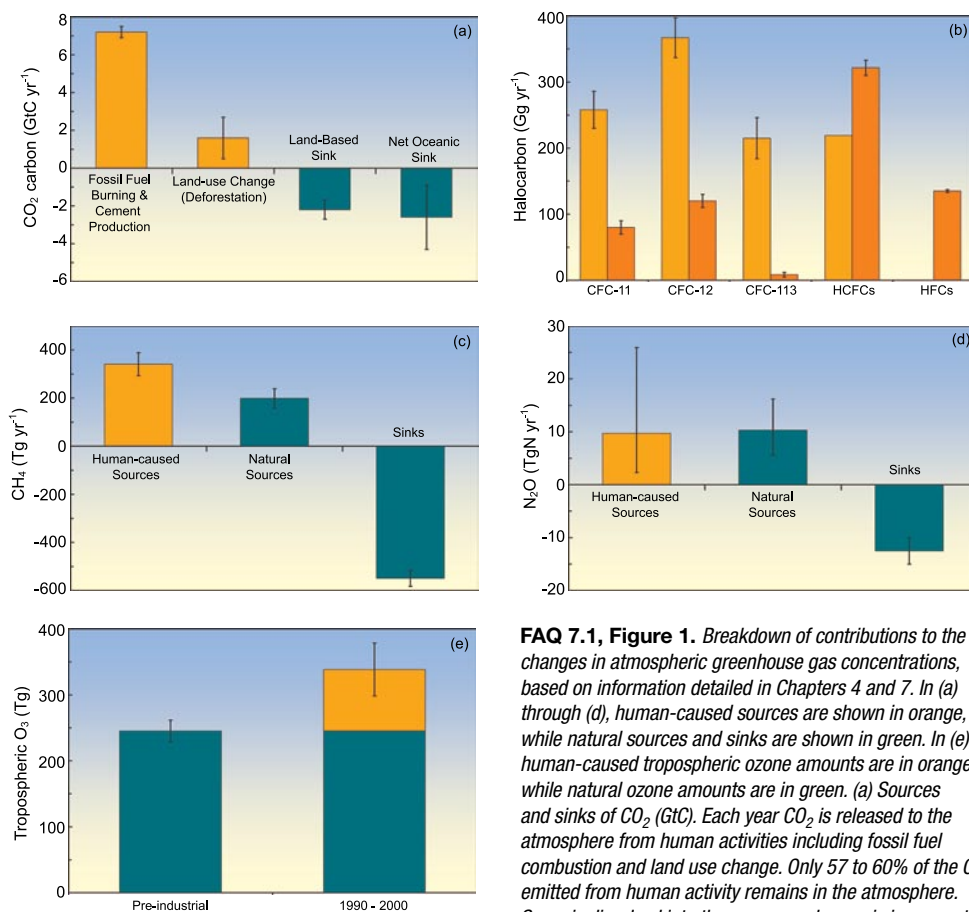 (a)
8
6
4
2
0
-2
-4
-6
CO₂ carbon (GtC yr⁻¹)
Fossil Fuel
Burning &
Cement
Production
Land-use Change
(Deforestation)
Land-Based
Sink
Net Oceanic
Sink
(b)
400
300
200
100
0
Halocarbon (Gg yr⁻¹)
CFC-11
CFC-12
CFC-113
HCFCs
HFCs
(c)
400
200
0
-200
-400
-600
CH₄ (Tg yr⁻¹)
Human-caused
Sources
Natural
Sources
Sinks
(d)
30
20
10
0
-10
-20
N₂O (TgN yr⁻¹)
Human-caused
Sources
Natural
Sources
Sinks
(e)
400
300
200
100
0
Tropospheric O₃ (Tg)
Pre-industrial
1990 - 2000
FAQ 7.1, Figure 1. Breakdown of contributions to the
changes in atmospheric greenhouse gas concentrations,
based on information detailed in Chapters 4 and 7. In (a)
through (d), human-caused sources are shown in orange,
while natural sources and sinks are shown in green. In (e),
human-caused tropospheric ozone amounts are in orange
while natural ozone amounts are in green. (a) Sources
and sinks of CO₂ (GtC). Each year CO₂ is released to the
atmosphere from human activities including fossil fuel
combustion and land use change. Only 57 to 60% of the
emitted from human activity remains in the atmosphere.